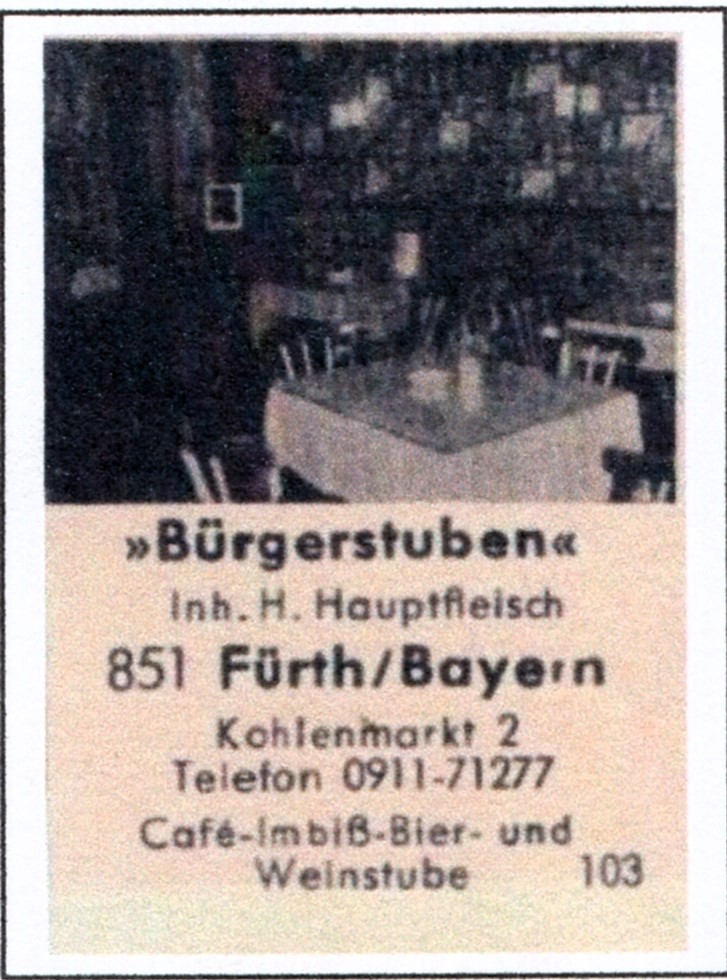 »Bürgerstuben«
Inh. H. Hauptfleisch
851 Fürth/Bayern
Kohlenmarkt 2
Telefon 0911-71277
Café-Imbiß-Bier- und
Weinstube 103